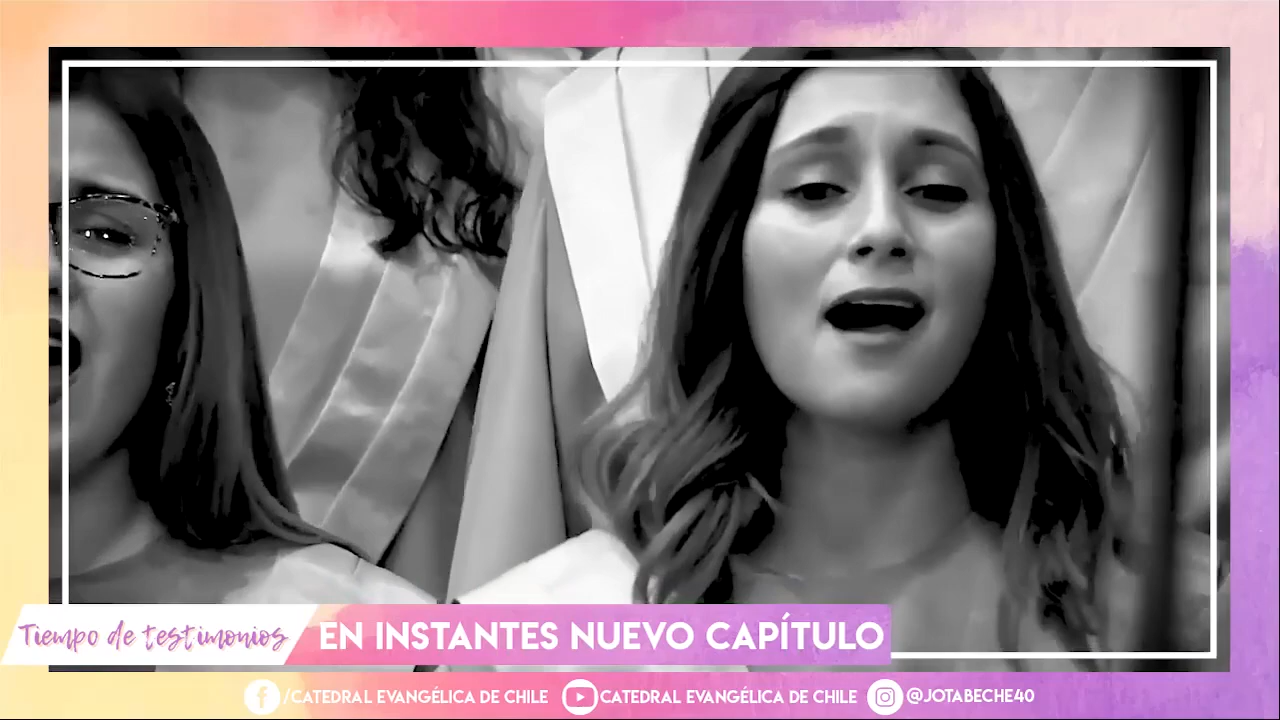 Tiempo de testimonios
EN INSTANTES NUEVO CAPÍTULO
/CATEDRAL EVANGÉLICA DE CHILE
CATEDRAL EVANGÉLICA DE CHILE
@JOTABECHE40